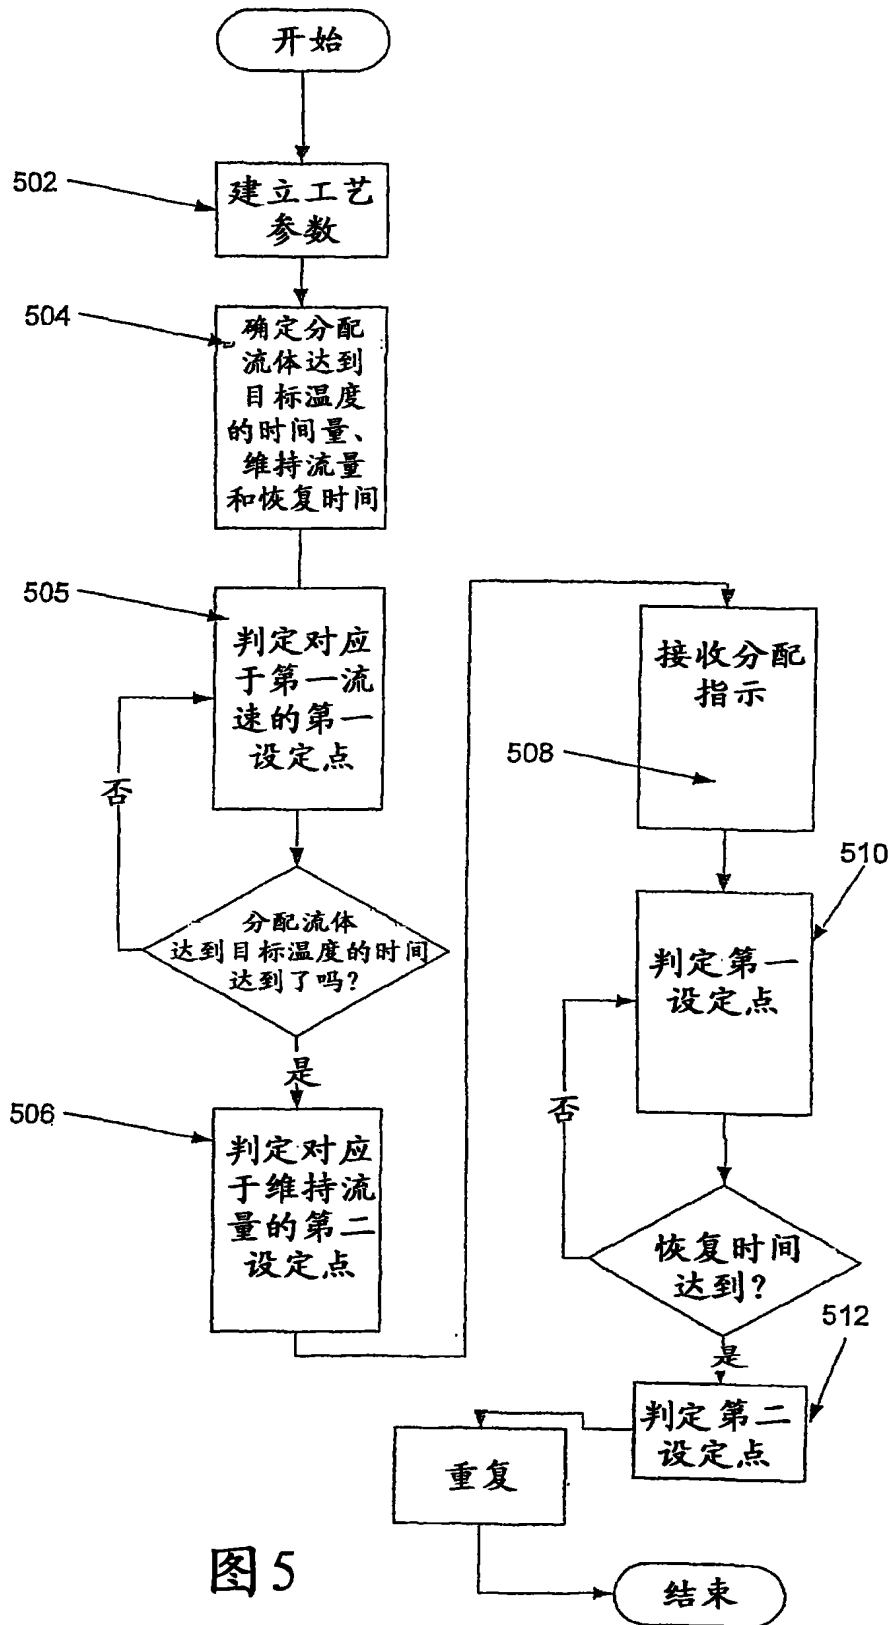 开始
502
建立工艺
参数
504
确定分配
流体达到
目标温度
的时间量、
维持流量
和恢复时间
505
判定对应
于第一流
速的第一
设定点
否
分配流体
达到目标温度的时间
达到了吗?
是
506
判定对应
于维持流
量的第二
设定点
接收分配
指示
508
510
判定第一
设定点
否
恢复时间
达到?
是
512
判定第二
设定点
重复
结束
图5